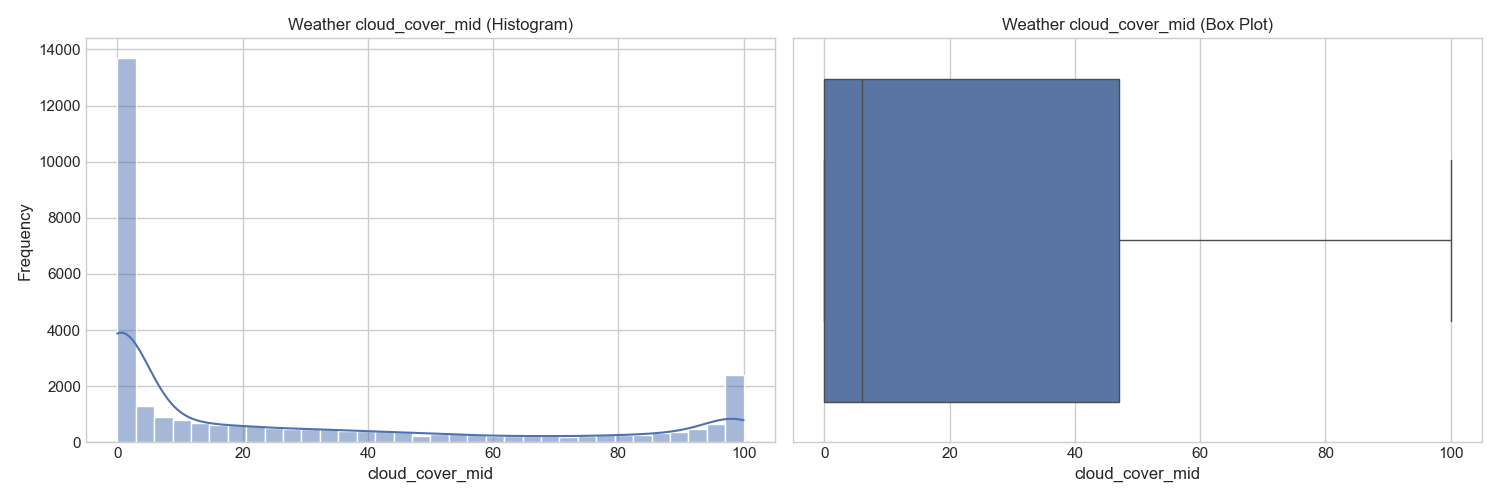 Weather cloud_cover_mid (Histogram)
14000
12000
10000
8000
6000
4000
2000
0
Frequency
0 20 40 60 80 100
cloud_cover_mid
Weather cloud_cover_mid (Box Plot)
0 20 40 60 80 100
cloud_cover_mid